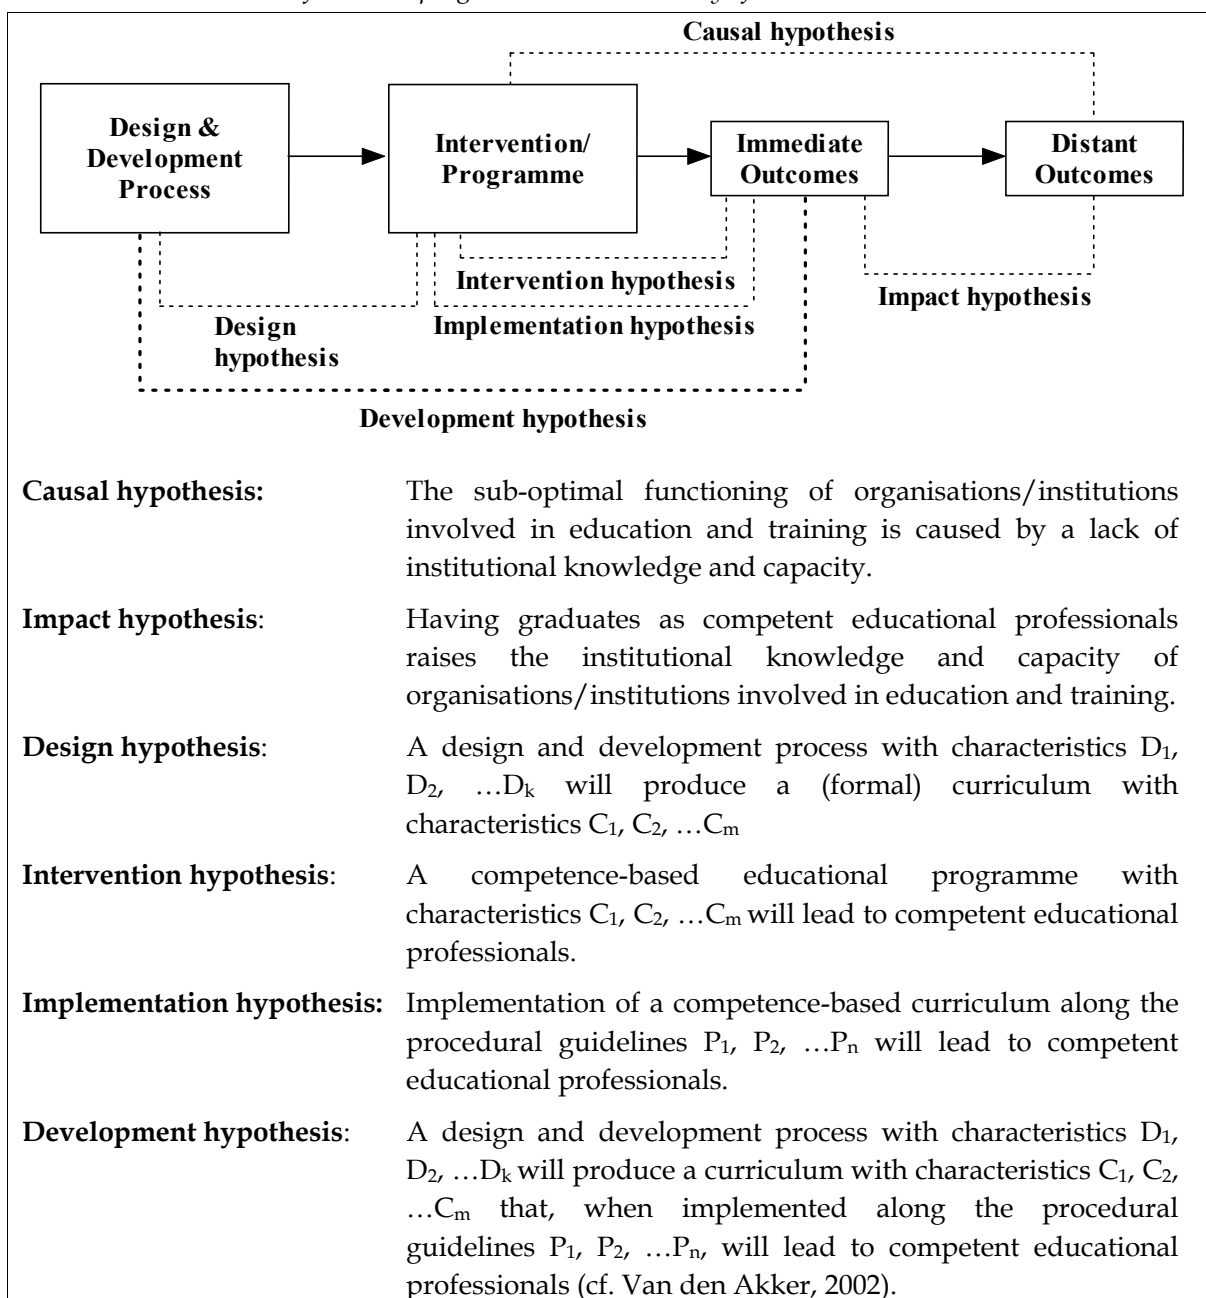 Causal hypothesis
Design &
Development
Process
Intervention/
Programme
Immediate
Outcomes
Distant
Outcomes
Intervention hypothesis
Impact hypothesis
Design
hypothesis
Implementation hypothesis
Development hypothesis
Causal hypothesis: The sub-optimal functioning of organisations/institutions
involved in education and training is caused by a lack of
institutional knowledge and capacity.
Impact hypothesis: Having graduates as competent educational professionals
raises the institutional knowledge and capacity of
organisations/institutions involved in education and training.
Design hypothesis: A design and development process with characteristics D₁,
D₂, …Dₖ will produce a (formal) curriculum with
characteristics C₁, C₂, …Cₘ
Intervention hypothesis: A competence-based educational programme with
characteristics C₁, C₂, …Cₘ will lead to competent educational
professionals.
Implementation hypothesis: Implementation of a competence-based curriculum along the
procedural guidelines P₁, P₂, …Pₙ will lead to competent
educational professionals.
Development hypothesis: A design and development process with characteristics D₁,
D₂, …Dₖ will produce a curriculum with characteristics C₁, C₂,
…Cₘ that, when implemented along the procedural
guidelines P₁, P₂, …Pₙ, will lead to competent educational
professionals (cf. Van den Akker, 2002).